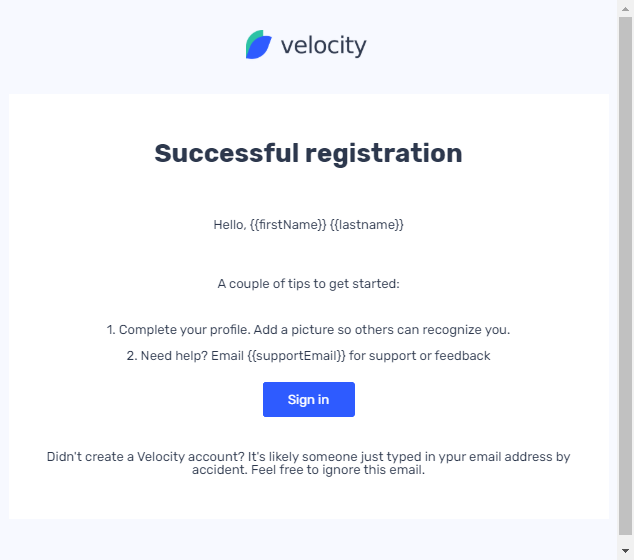 velocity
Successful registration
Hello, {{firstName}} {{lastname}}
A couple of tips to get started:
1. Complete your profile. Add a picture so others can recognize you.
2. Need help? Email {{supportEmail}} for support or feedback
Sign in
Didn't create a Velocity account? It's likely someone just typed in ypur email address by
accident. Feel free to ignore this email.